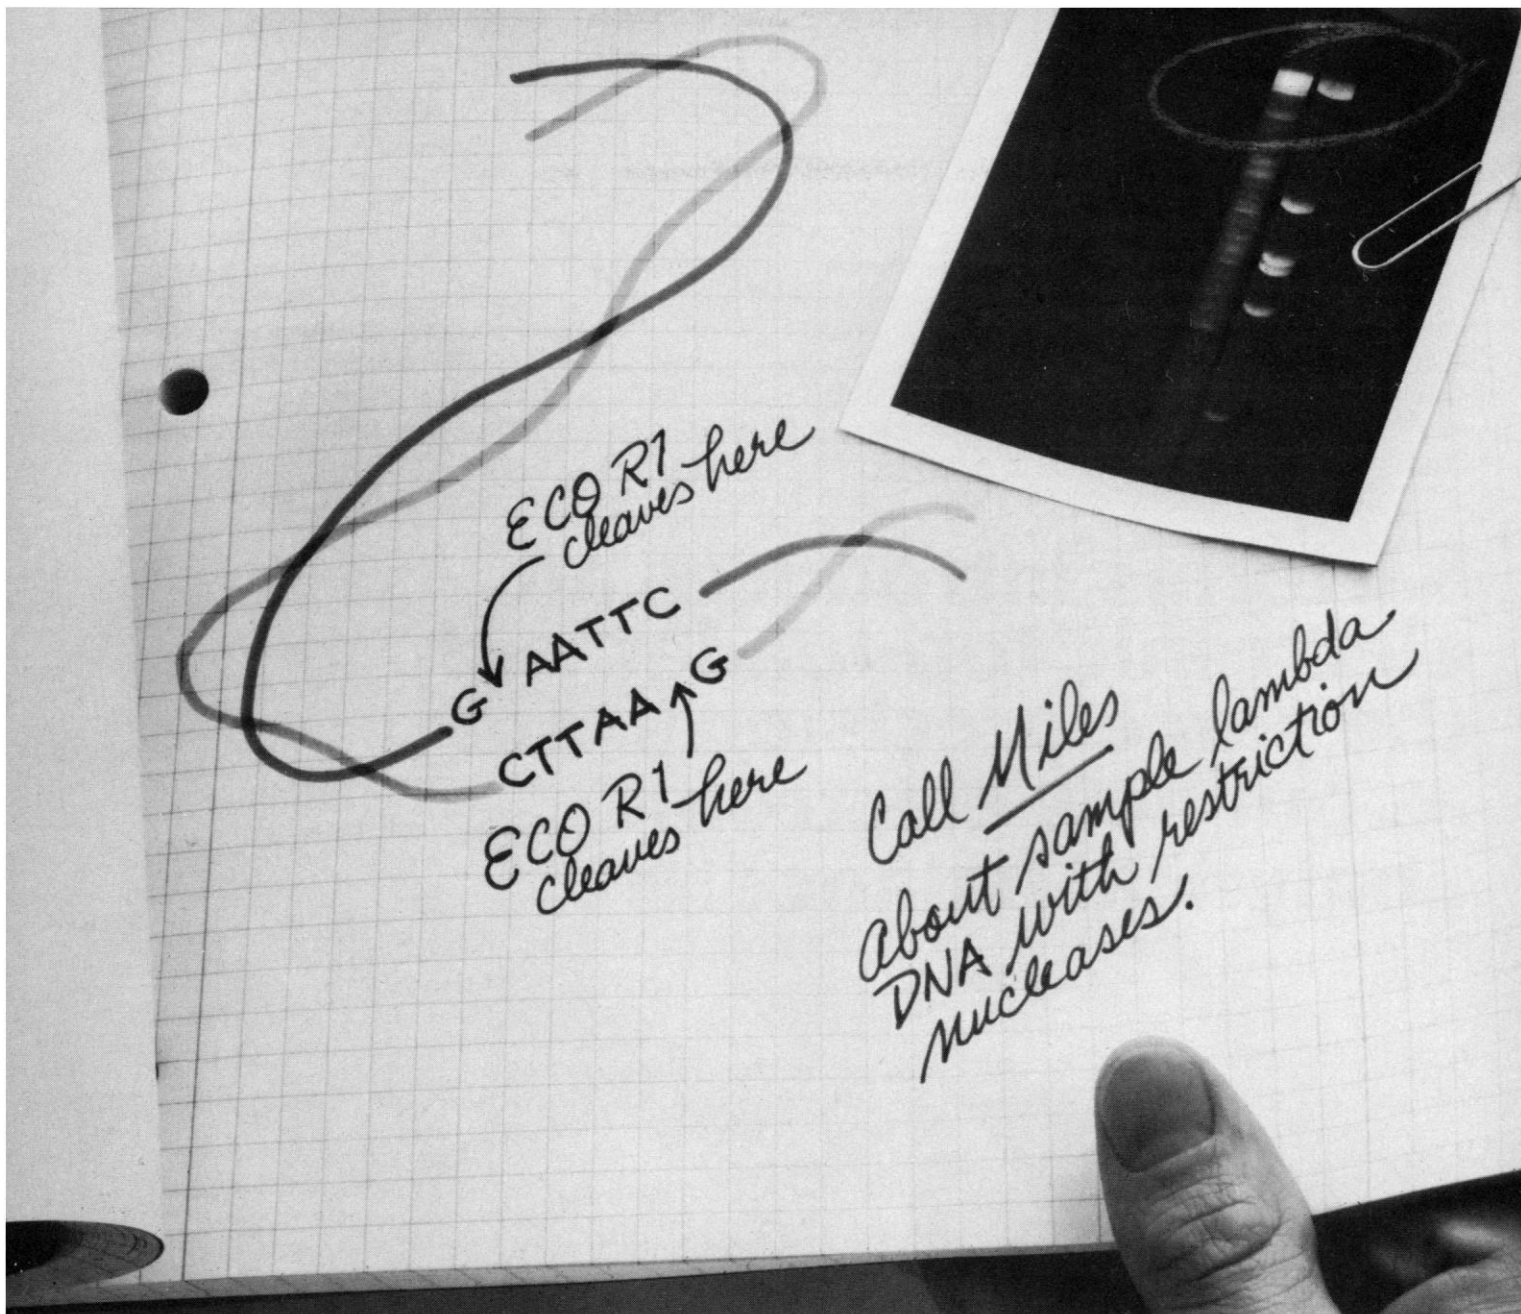 ECO R1
cleaves here
G AATTC
CTTAA G
ECO R1
cleaves here
Call Miles
about sample lambda
DNA with restriction
nucleases.